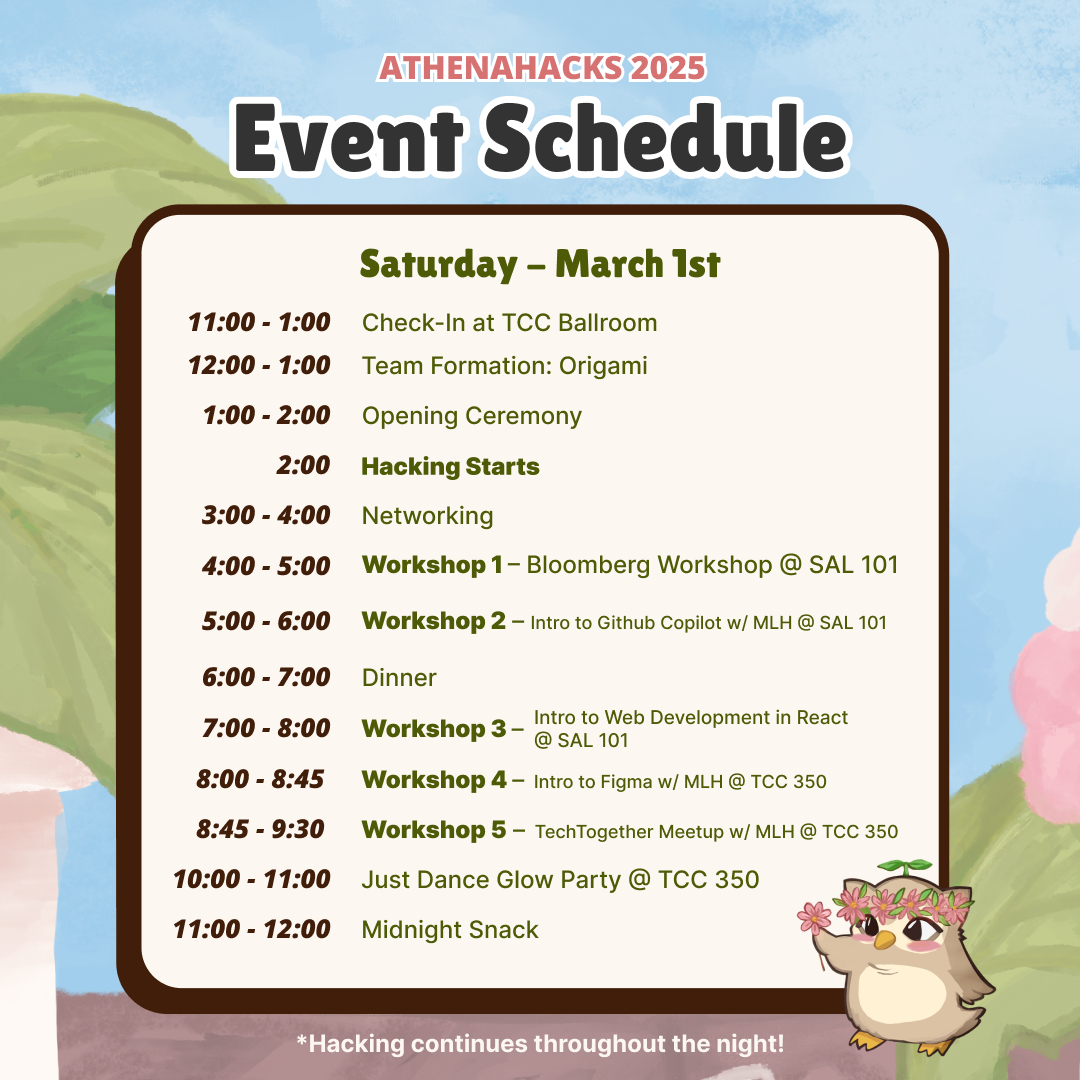 ATHENAHACKS 2025
Event Schedule
Saturday – March 1st
11:00 - 1:00 Check-In at TCC Ballroom
12:00 - 1:00 Team Formation: Origami
1:00 - 2:00 Opening Ceremony
2:00 Hacking Starts
3:00 - 4:00 Networking
4:00 - 5:00 Workshop 1 – Bloomberg Workshop @ SAL 101
5:00 - 6:00 Workshop 2 – Intro to Github Copilot w/ MLH @ SAL 101
6:00 - 7:00 Dinner
7:00 - 8:00 Workshop 3 – Intro to Web Development in React
@ SAL 101
8:00 - 8:45 Workshop 4 – Intro to Figma w/ MLH @ TCC 350
8:45 - 9:30 Workshop 5 – TechTogether Meetup w/ MLH @ TCC 350
10:00 - 11:00 Just Dance Glow Party @ TCC 350
11:00 - 12:00 Midnight Snack
*Hacking continues throughout the night!